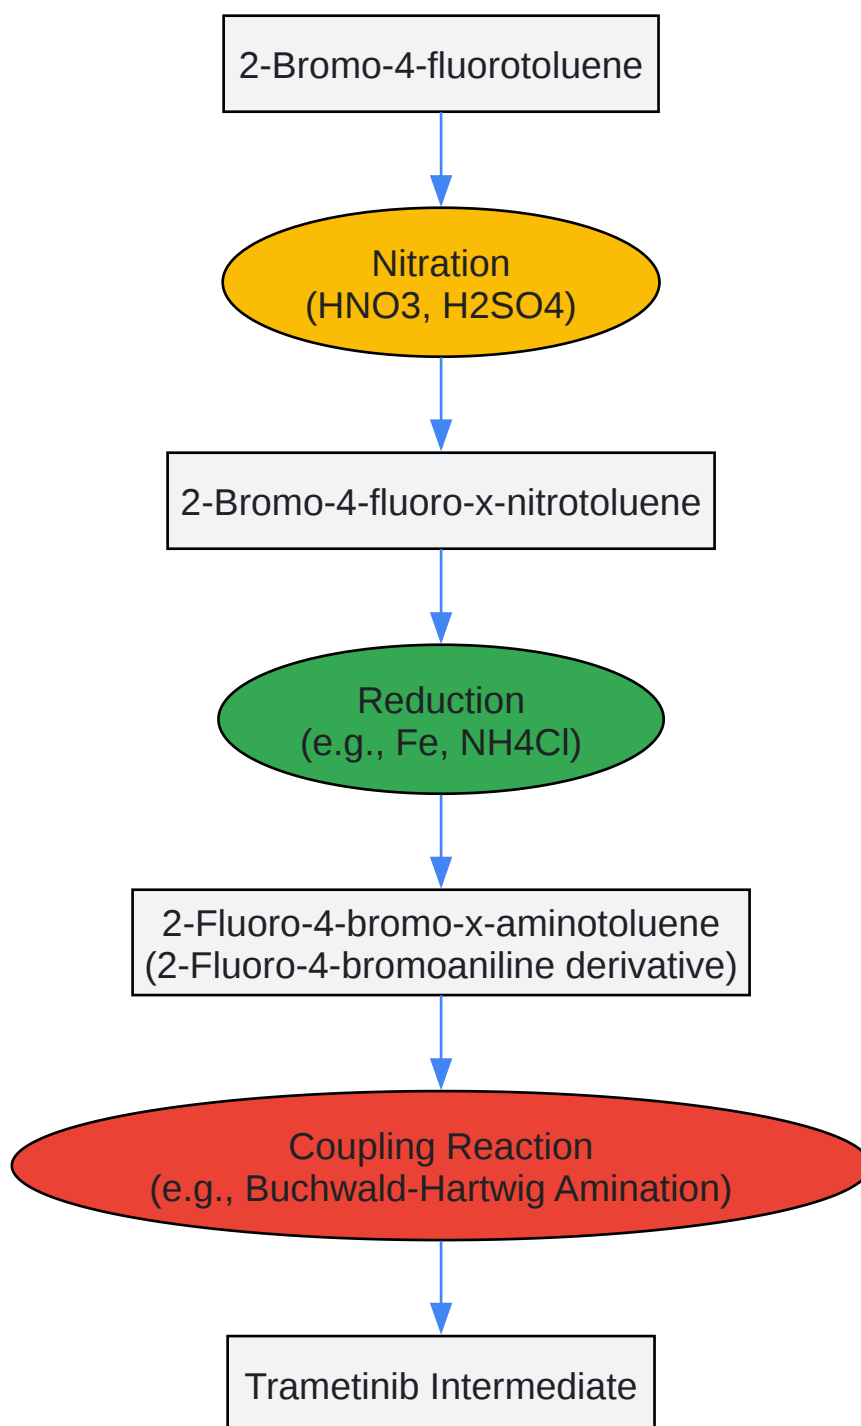 2-Bromo-4-fluorotoluene
Nitration
(HNO3, H2SO4)
2-Bromo-4-fluoro-x-nitrotoluene
Reduction
(e.g., Fe, NH4Cl)
2-Fluoro-4-bromo-x-aminotoluene
(2-Fluoro-4-bromoaniline derivative)
Coupling Reaction
(e.g., Buchwald-Hartwig Amination)
Trametinib Intermediate